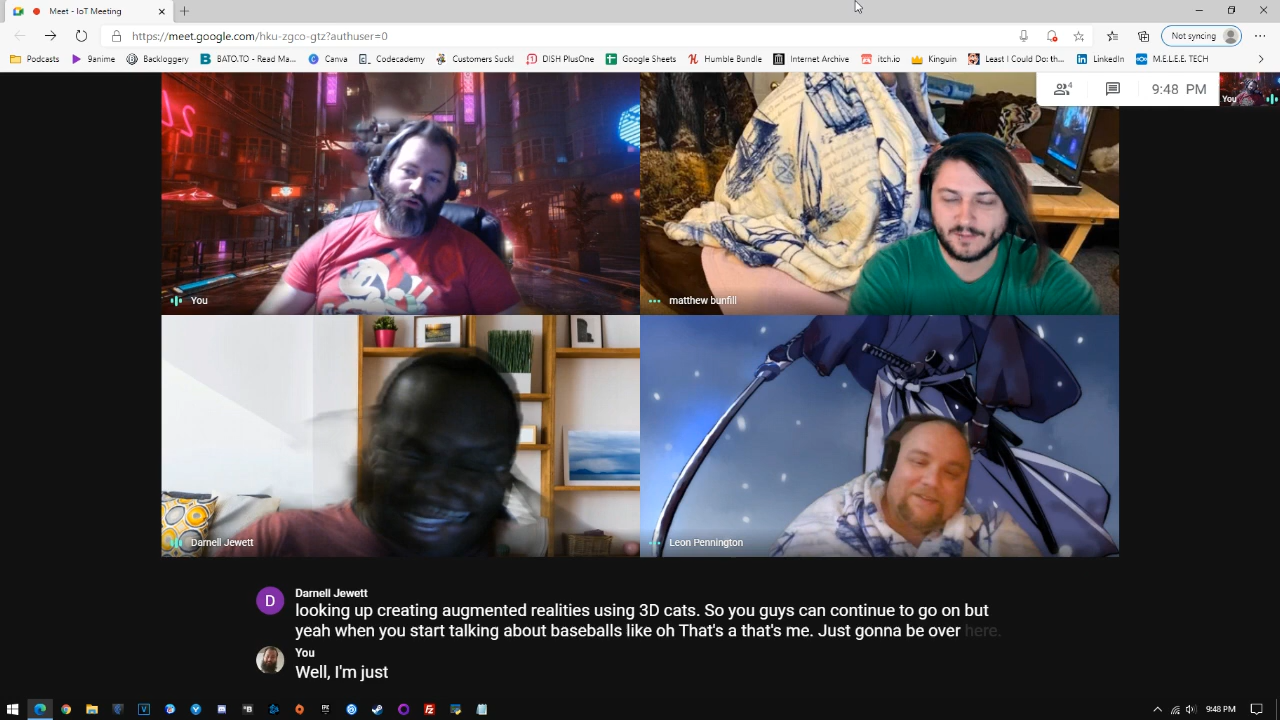 Meet - IoT Meeting
https://meet.google.com/hku-zgco-gtz?authuser=0
Not syncing
Podcasts
9anime
Backloggery
BATO.TO - Read Ma...
Canva
Codecademy
Customers Suck!
DISH PlusOne
Google Sheets
Humble Bundle
Internet Archive
itch.io
Kinguin
Least I Could Do: th...
LinkedIn
M.E.L.E.E. TECH
4
9:48 PM
You
You
matthew bunfill
Darnell Jewett
Leon Pennington
D
Darnell Jewett
looking up creating augmented realities using 3D cats. So you guys can continue to go on but
yeah when you start talking about baseballs like oh That's a that's me. Just gonna be over here.
You
Well, I'm just
9:48 PM